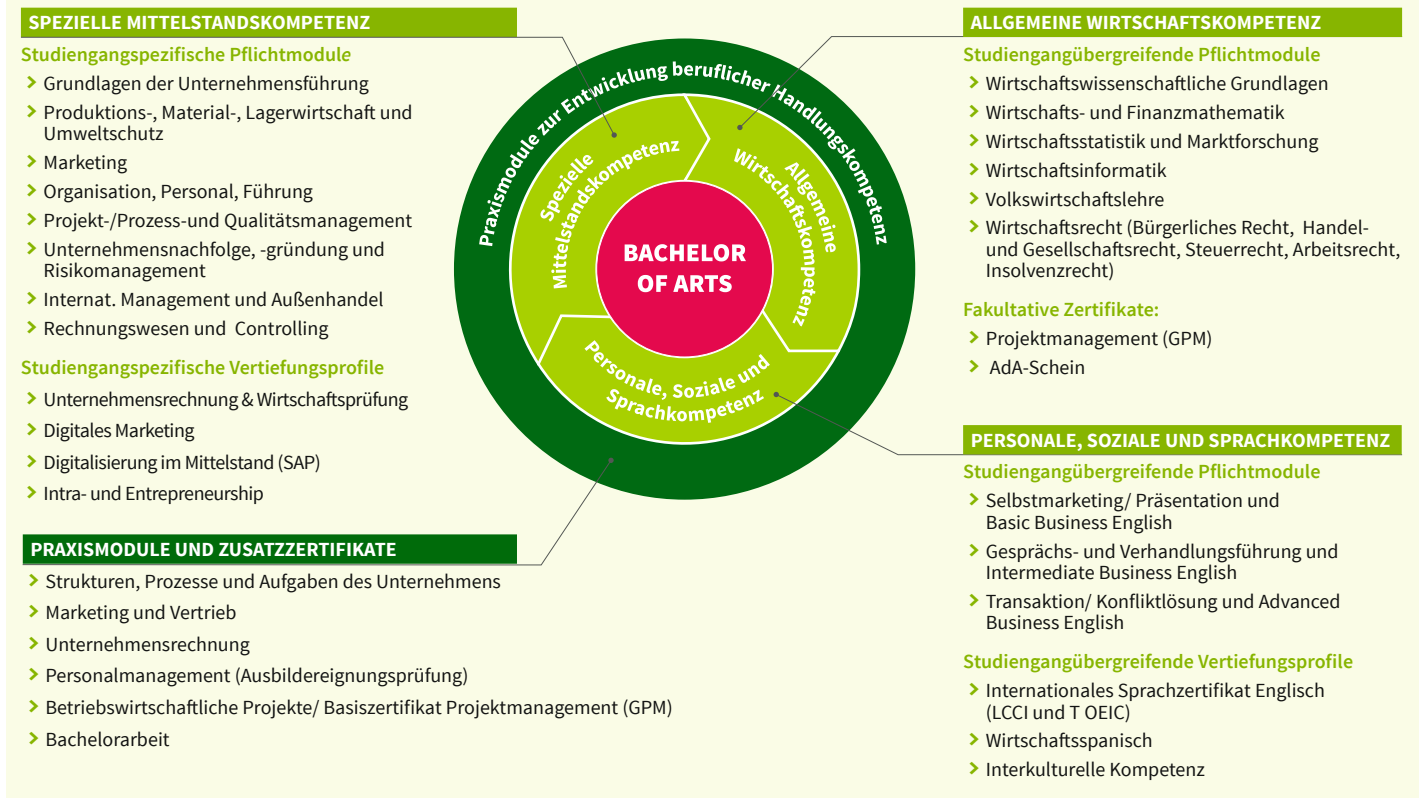 SPEZIELLE MITTELSTANDSKOMPETENZ
Studiengangspezifische Pflichtmodule
Grundlagen der Unternehmensführung
Produktions-, Material-, Lagerwirtschaft und
Umweltschutz
Marketing
Organisation, Personal, Führung
Projekt-/Prozess-und Qualitätsmanagement
Unternehmensnachfolge, -gründung und
Risikomanagement
Internat. Management und Außenhandel
Rechnungswesen und Controlling
Studiengangspezifische Vertiefungsprofile
Unternehmensrechnung & Wirtschaftsprüfung
Digitales Marketing
Digitalisierung im Mittelstand (SAP)
Intra- und Entrepreneurship
PRAXISMODULE UND ZUSATZZERTIFIKATE
Strukturen, Prozesse und Aufgaben des Unternehmens
Marketing und Vertrieb
Unternehmensrechnung
Personalmanagement (Ausbildereignungsprüfung)
Betriebswirtschaftliche Projekte/ Basiszertifikat Projektmanagement (GPM)
Bachelorarbeit
Praxismodule zur Entwicklung beruflicher Handlungskompetenz
Spezielle
Mittelstandskompetenz
Allgemeine
Wirtschaftskompetenz
Personale, Soziale und
Sprachkompetenz
BACHELOR
OF ARTS
ALLGEMEINE WIRTSCHAFTSKOMPETENZ
Studiengangübergreifende Pflichtmodule
Wirtschaftswissenschaftliche Grundlagen
Wirtschafts- und Finanzmathematik
Wirtschaftsstatistik und Marktforschung
Wirtschaftsinformatik
Volkswirtschaftslehre
Wirtschaftsrecht (Bürgerliches Recht, Handel-
und Gesellschaftsrecht, Steuerrecht, Arbeitsrecht,
Insolvenzrecht)
Fakultative Zertifikate:
Projektmanagement (GPM)
AdA-Schein
PERSONALE, SOZIALE UND SPRACHKOMPETENZ
Studiengangübergreifende Pflichtmodule
Selbstmarketing/ Präsentation und
Basic Business English
Gesprächs- und Verhandlungsführung und
Intermediate Business English
Transaktion/ Konfliktlösung und Advanced
Business English
Studiengangübergreifende Vertiefungsprofile
Internationales Sprachzertifikat Englisch
(LCCI und T OEIC)
Wirtschaftsspanisch
Interkulturelle Kompetenz